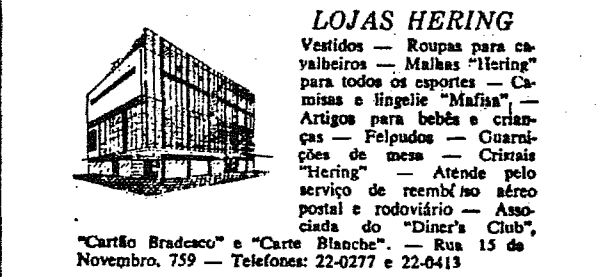 LOJAS HERING
Vestidos — Roupas para ca-
valheiros — Malhas "Hering"
para todos os esportes — Ca-
misas e lingelie "Mafisa", —
Artigos para bebês e crian-
ças — Felpudos — Guarni-
ções de mesa — Cristais
"Hering" — Atende pelo
serviço de reembolso aéreo
postal e rodoviário — Asso-
ciada do "Diner's Club",
"Cartão Bradesco" e "Carte Blanche". — Rua 15 de
Novembro, 759 — Telefones: 22-0277 e 22-0413